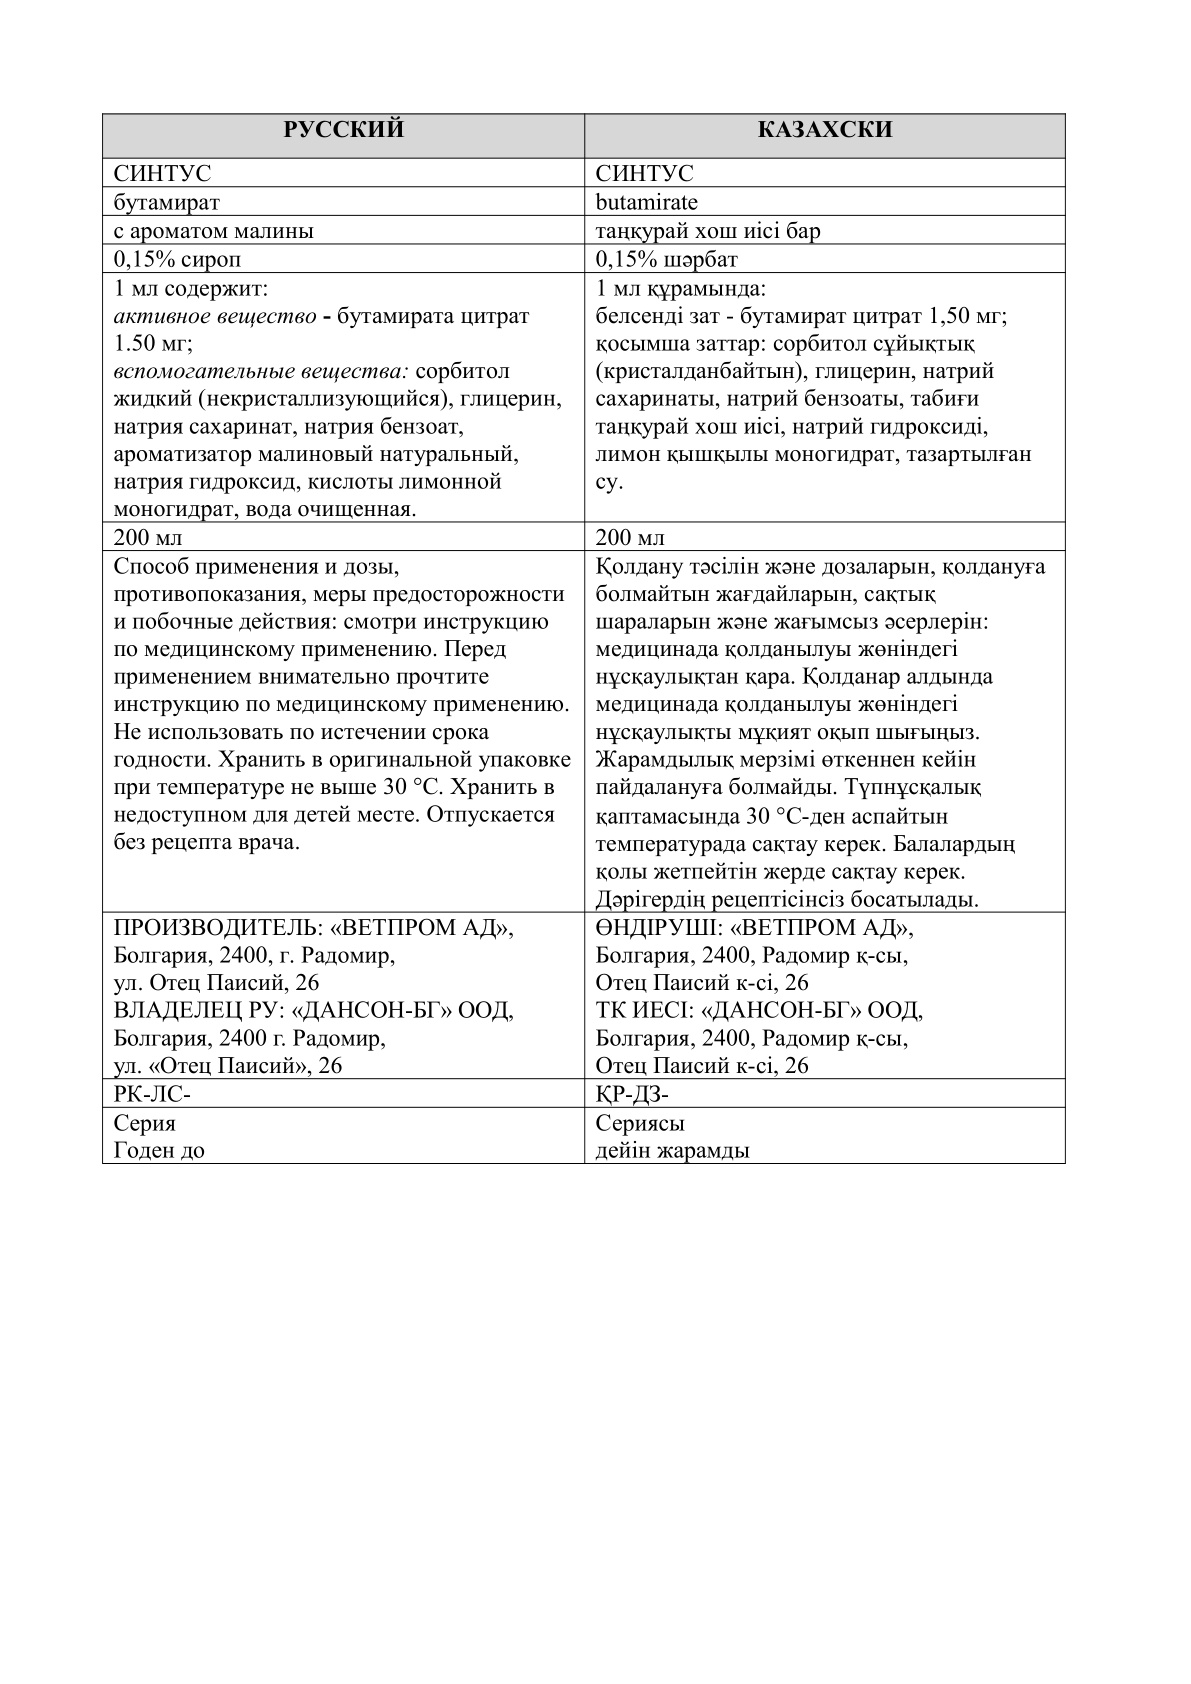 РУССКИЙ
КАЗАХСКИ
СИНТУС
СИНТУС
бутамират
butamirate
с ароматом малины
таңқурай хош иісі бар
0,15% сироп
0,15% шәрбат
1 мл содержит:
активное вещество - бутамирата цитрат
1.50 мг;
вспомогательные вещества: сорбитол
жидкий (некристаллизующийся), глицерин,
натрия сахаринат, натрия бензоат,
ароматизатор малиновый натуральный,
натрия гидроксид, кислоты лимонной
моногидрат, вода очищенная.
1 мл құрамында:
белсенді зат - бутамират цитрат 1,50 мг;
қосымша заттар: сорбитол сұйықтық
(кристалданбайтын), глицерин, натрий
сахаринаты, натрий бензоаты, табиғи
таңқурай хош иісі, натрий гидроксиді,
лимон қышқылы моногидрат, тазартылған
су.
200 мл
200 мл
Способ применения и дозы,
противопоказания, меры предосторожности
и побочные действия: смотри инструкцию
по медицинскому применению. Перед
применением внимательно прочтите
инструкцию по медицинскому применению.
Не использовать по истечении срока
годности. Хранить в оригинальной упаковке
при температуре не выше 30 °C. Хранить в
недоступном для детей месте. Отпускается
без рецепта врача.
Қолдану тәсілін және дозаларын, қолдануға
болмайтын жағдайларын, сақтық
шараларын және жағымсыз әсерлерін:
медицинада қолданылуы жөніндегі
нұсқаулықтан қара. Қолданар алдында
медицинада қолданылуы жөніндегі
нұсқаулықты мұқият оқып шығыңыз.
Жарамдылық мерзімі өткеннен кейін
пайдалануға болмайды. Түпнұсқалық
қаптамасында 30 °C-ден аспайтын
температурада сақтау керек. Балалардың
қолы жетпейтін жерде сақтау керек.
Дәрігердің рецептісінсіз босатылады.
ПРОИЗВОДИТЕЛЬ: «ВЕТПРОМ АД»,
Болгария, 2400, г. Радомир,
ул. Отец Паисий, 26
ВЛАДЕЛЕЦ РУ: «ДАНСОН-БГ» ООД,
Болгария, 2400 г. Радомир,
ул. «Отец Паисий», 26
ӨНДІРУШІ: «ВЕТПРОМ АД»,
Болгария, 2400, Радомир қ-сы,
Отец Паисий к-сі, 26
ТК ИЕСІ: «ДАНСОН-БГ» ООД,
Болгария, 2400, Радомир қ-сы,
Отец Паисий к-сі, 26
РК-ЛС-
ҚР-ДЗ-
Серия
Годен до
Сериясы
дейін жарамды